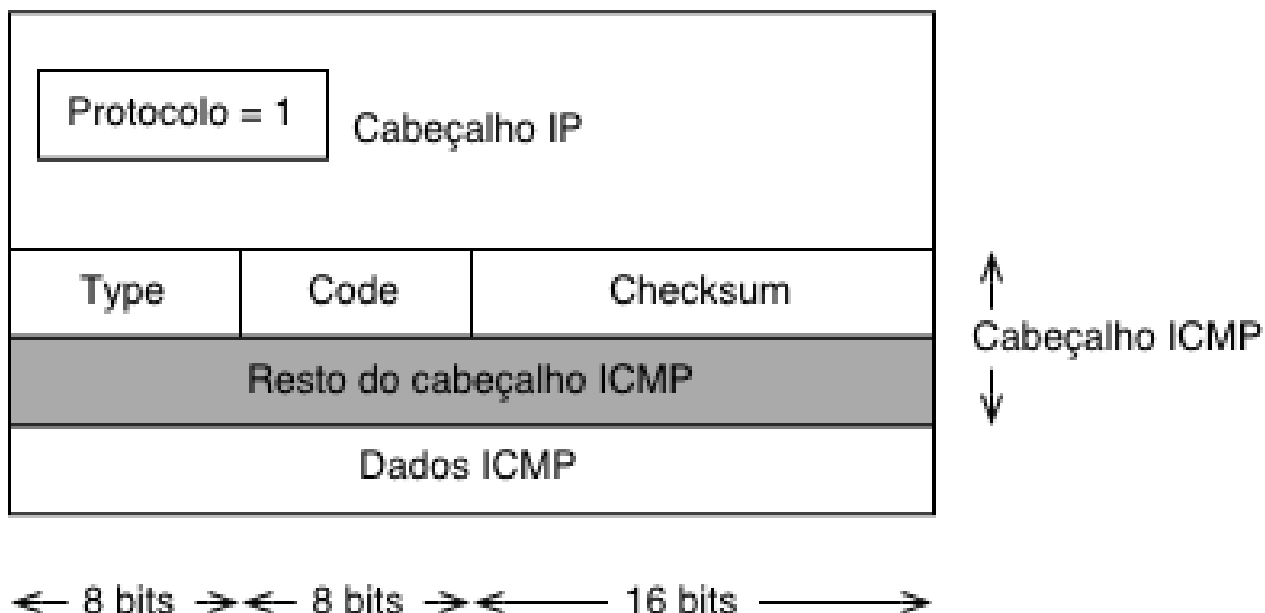 Protocolo = 1
Cabeçalho IP
Type
Code
Checksum
Cabeçalho ICMP
Resto do cabeçalho ICMP
Dados ICMP
8 bits
8 bits
16 bits